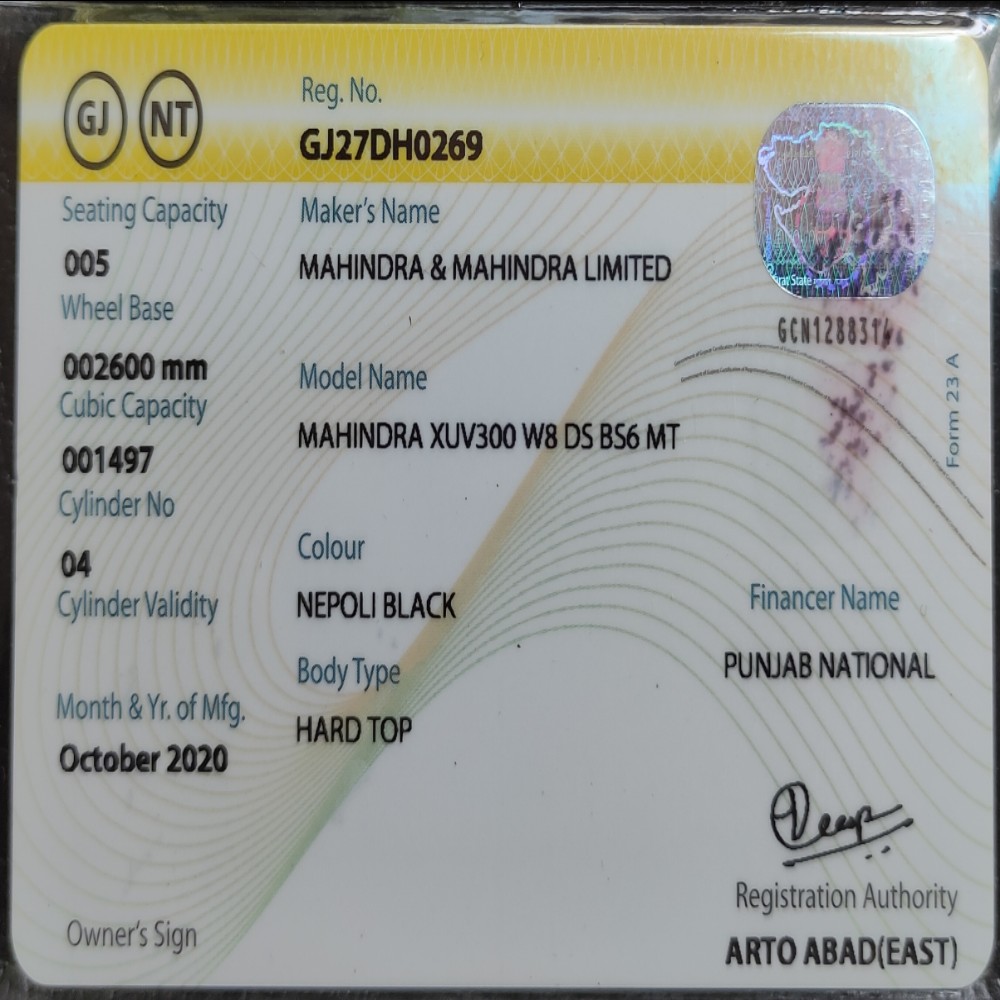 GJ NT
Reg. No.
GJ27DH0269
Seating Capacity
005
Wheel Base
002600 mm
Cubic Capacity
001497
Cylinder No
04
Cylinder Validity
Month & Yr. of Mfg.
October 2020
Owner's Sign
Maker's Name
MAHINDRA & MAHINDRA LIMITED
Model Name
MAHINDRA XUV300 W8 DS BS6 MT
Colour
NEPOLI BLACK
Body Type
HARD TOP
Form 23 A
Financer Name
PUNJAB NATIONAL
Registration Authority
ARTO ABAD(EAST)